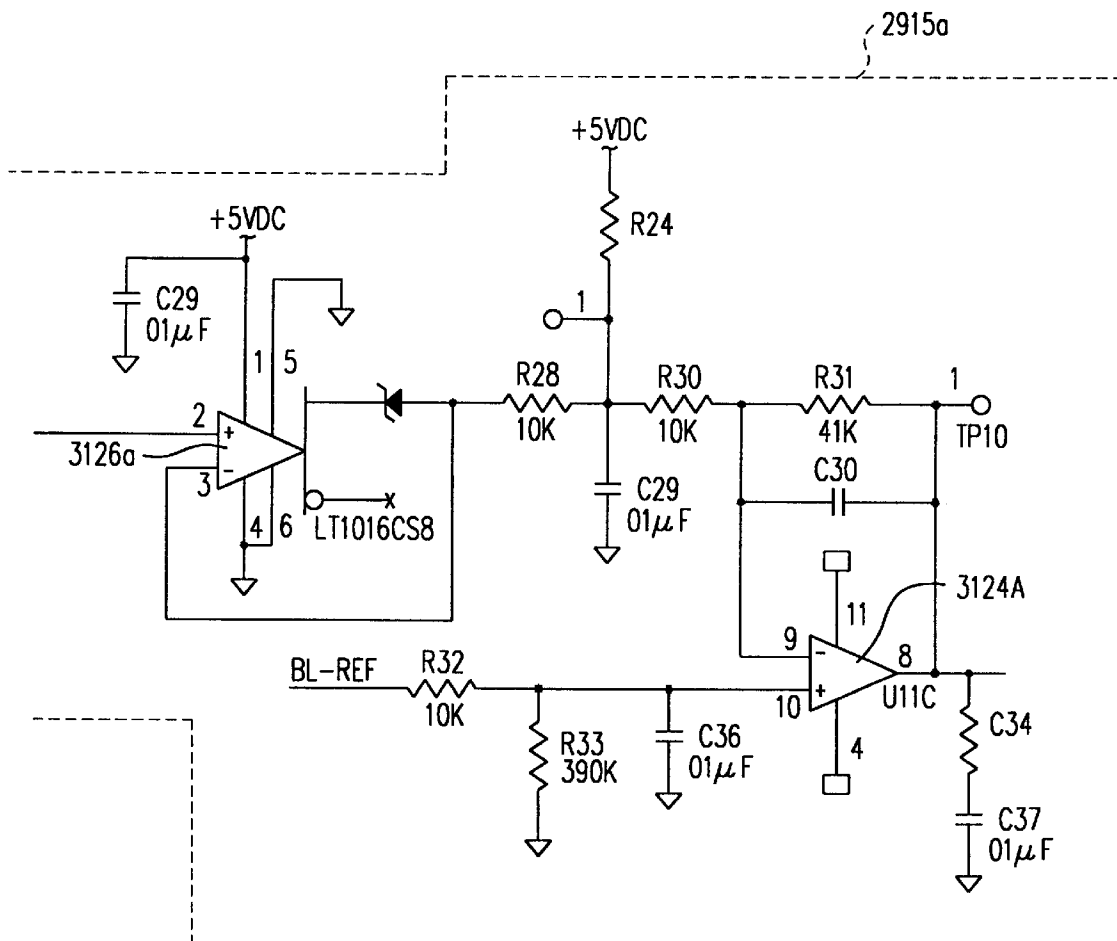 2915a
+5VDC
R24
+5VDC
C29
01µF
1
5
1
R28
10K
R30
10K
R31
41K
1
TP10
2
+
3126a
-
3
4
6
LT1016CS8
C29
01µF
C30
11
3124A
9
-
8
10
+
U11C
4
BL-REF
R32
10K
R33
390K
C36
01µF
C34
C37
01µF